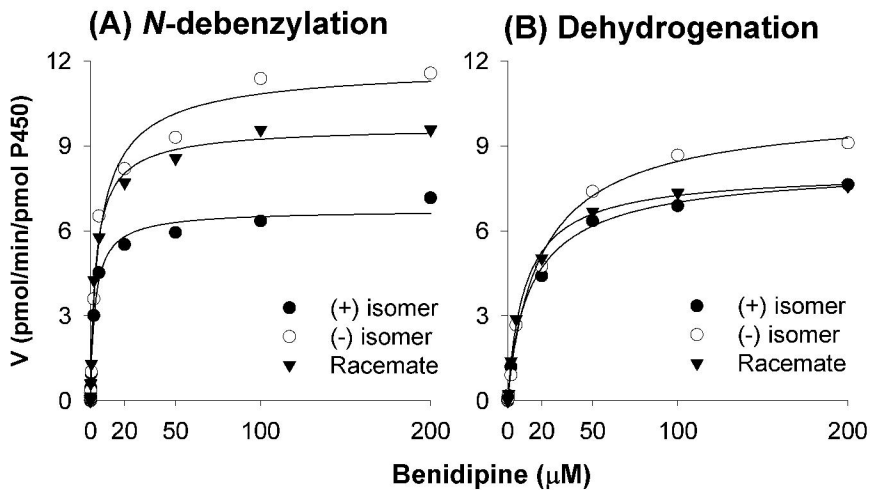 (A) N-debenzylation
(B) Dehydrogenation
V (pmol/min/pmol P450)
12
9
6
3
0
(+) isomer
(-) isomer
Racemate
0 20 50 100 200
12
9
6
3
0
(+) isomer
(-) isomer
Racemate
0 20 50 100 200
Benidipine (μM)